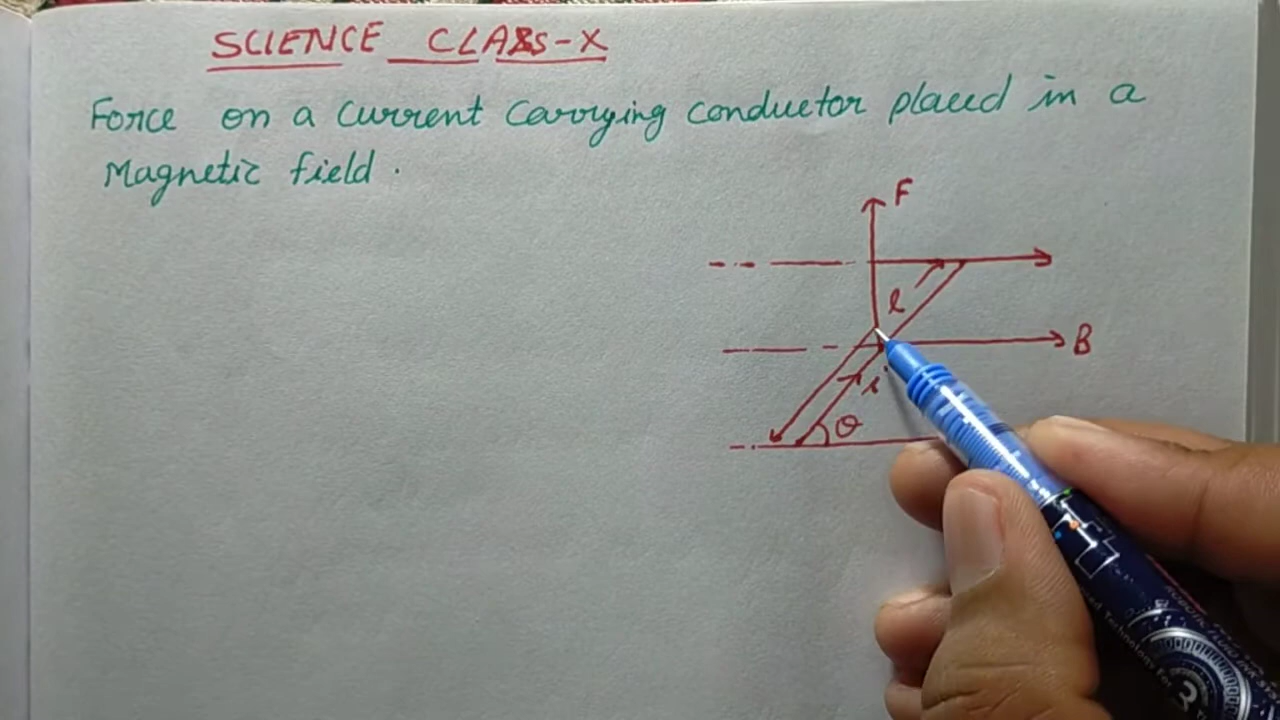 SCIENCE CLASS-X
Force on a current carrying conductor placed in a
Magnetic field.
F
l
B
i
θ